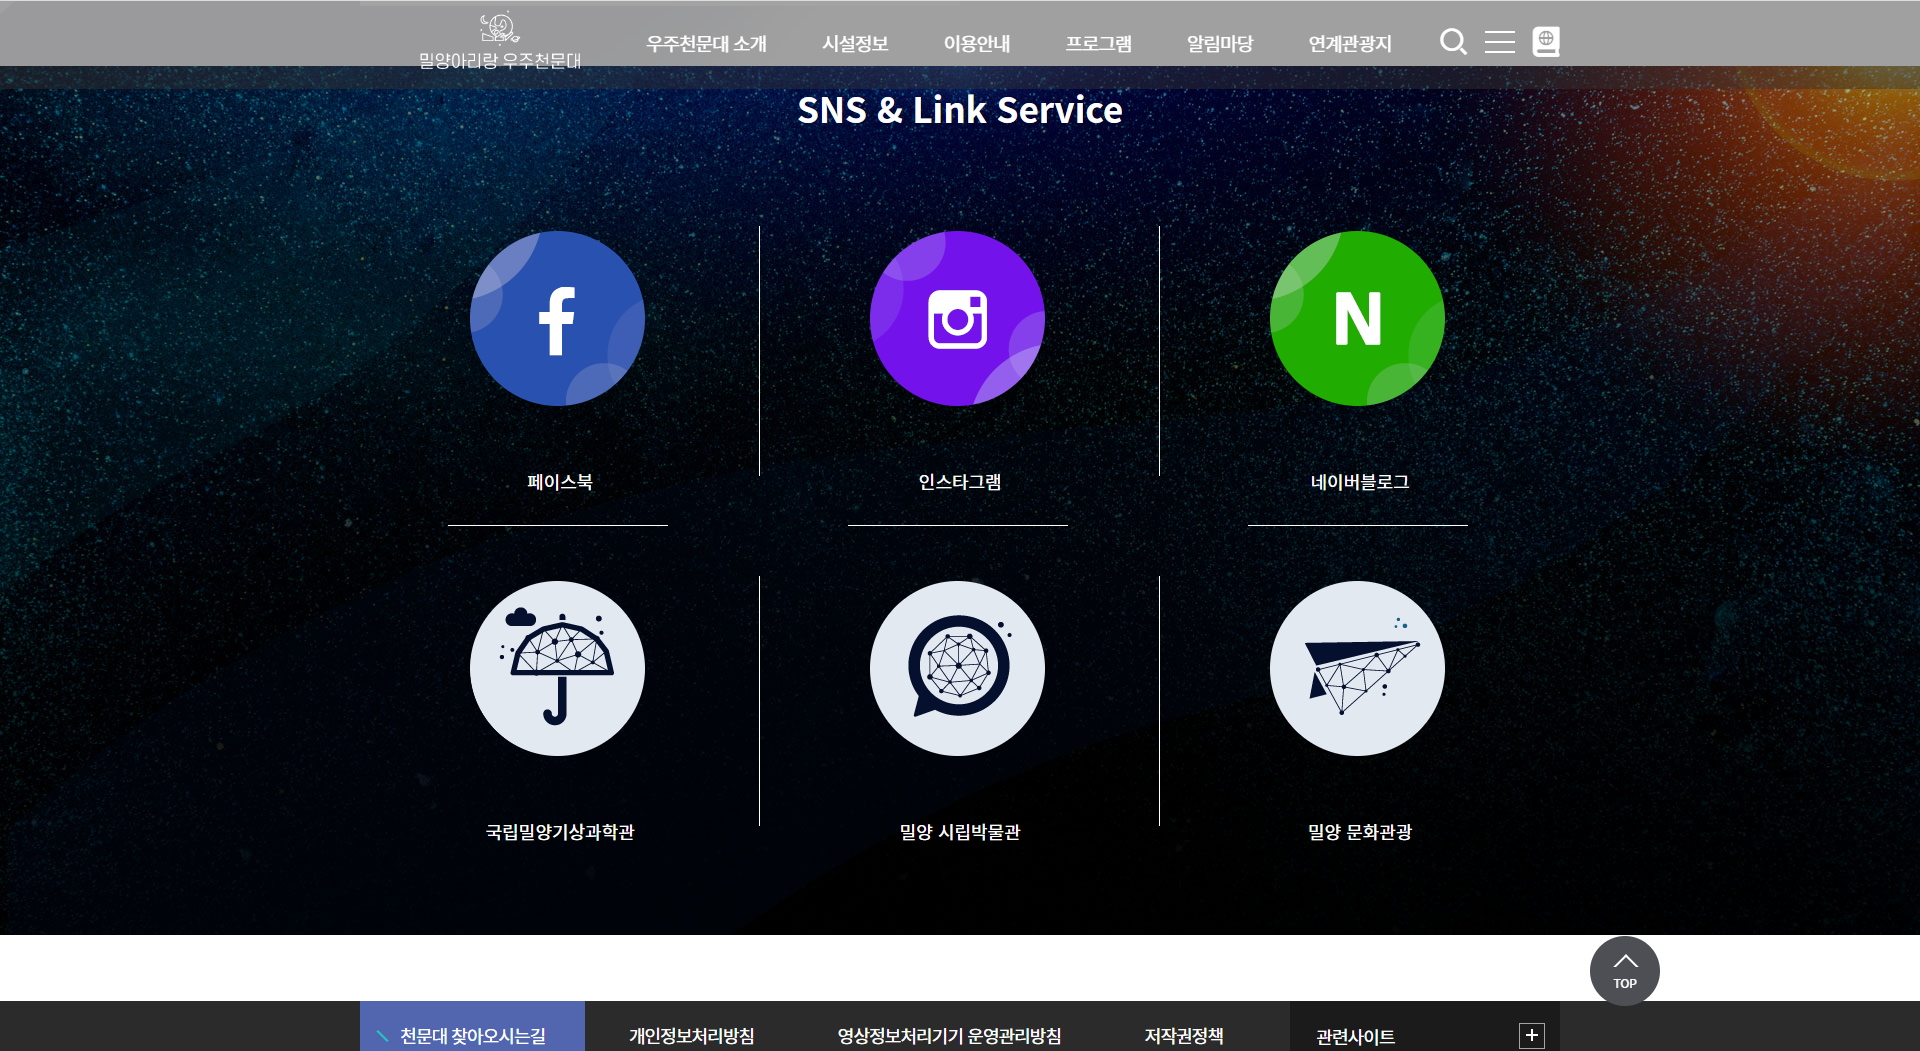 밀양아리랑 우주천문대
우주천문대 소개 시설정보 이용안내 프로그램 알림마당 연계관광지
SNS & Link Service
페이스북 인스타그램 네이버블로그
국립밀양기상과학관 밀양 시립박물관 밀양 문화관광
TOP
천문대 찾아오시는길 개인정보처리방침 영상정보처리기기 운영관리방침 저작권정책 관련사이트